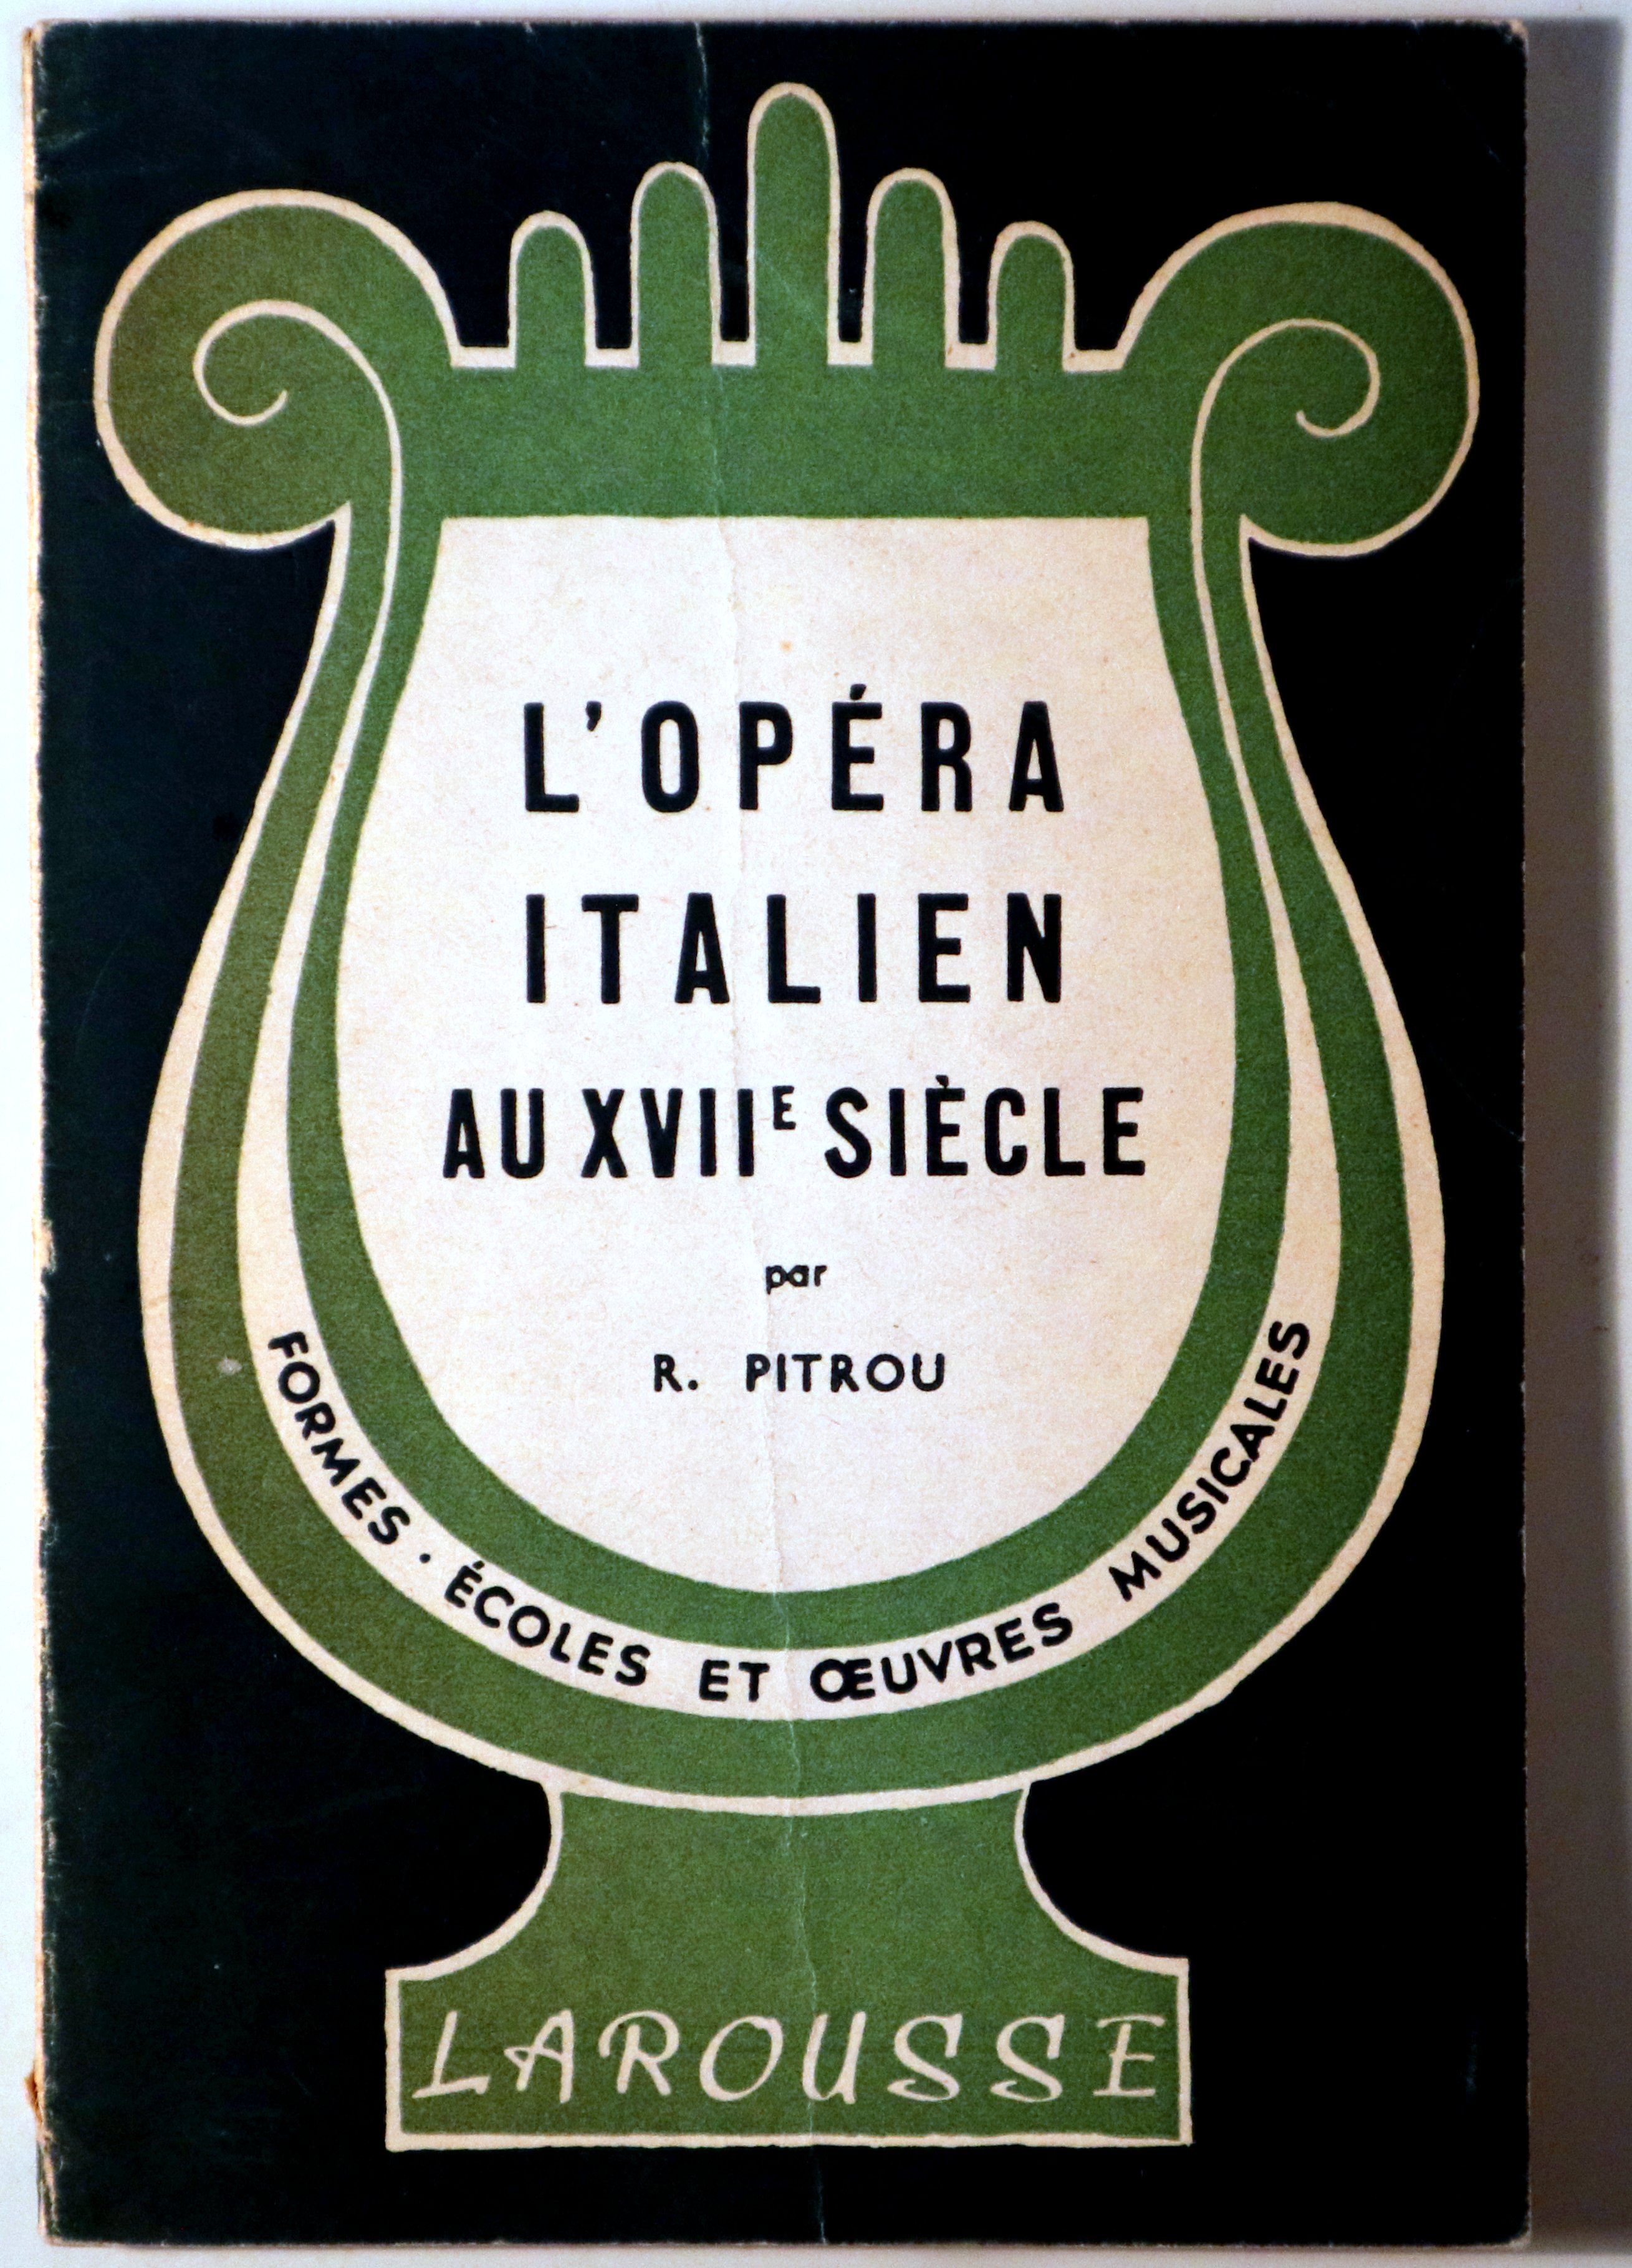 L'OPÉRA
ITALIEN
AU XVIIE SIÈCLE
par
R. PITROU
FORMES · ÉCOLES ET ŒUVRES MUSICALES
LAROUSSE